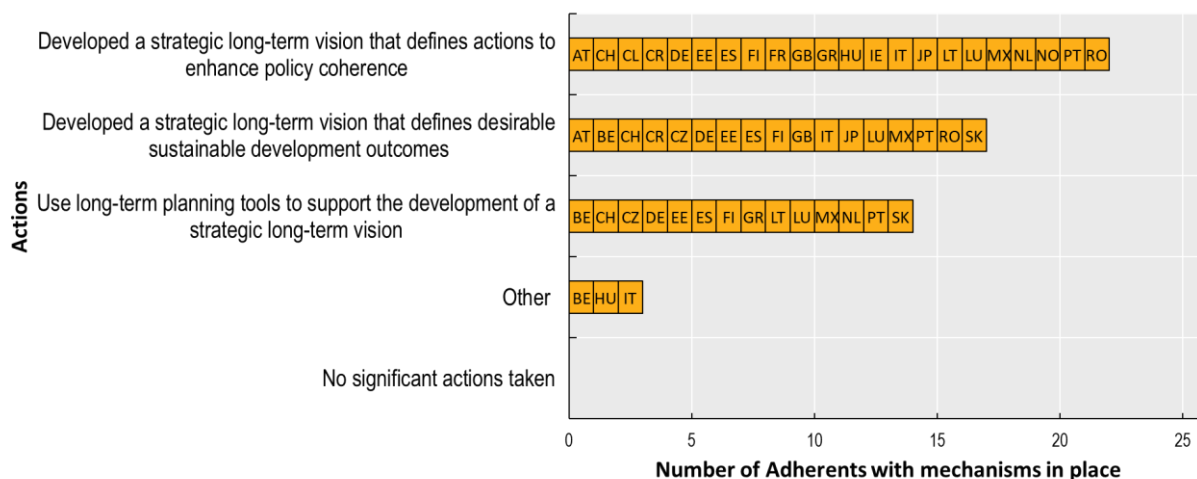 Developed a strategic long-term vision that defines actions to
enhance policy coherence
AT CH CL CR DE EE ES FI FR GB GR HU IE IT JP LT LU MX NL NO PT RO
Developed a strategic long-term vision that defines desirable
sustainable development outcomes
AT BE CH CR CZ DE EE ES FI GB IT JP LU MX PT RO SK
Use long-term planning tools to support the development of a
strategic long-term vision
BE CH CZ DE EE ES FI GR LT LU MX NL PT SK
Other
BE HU IT
No significant actions taken
Actions
0 5 10 15 20 25
Number of Adherents with mechanisms in place